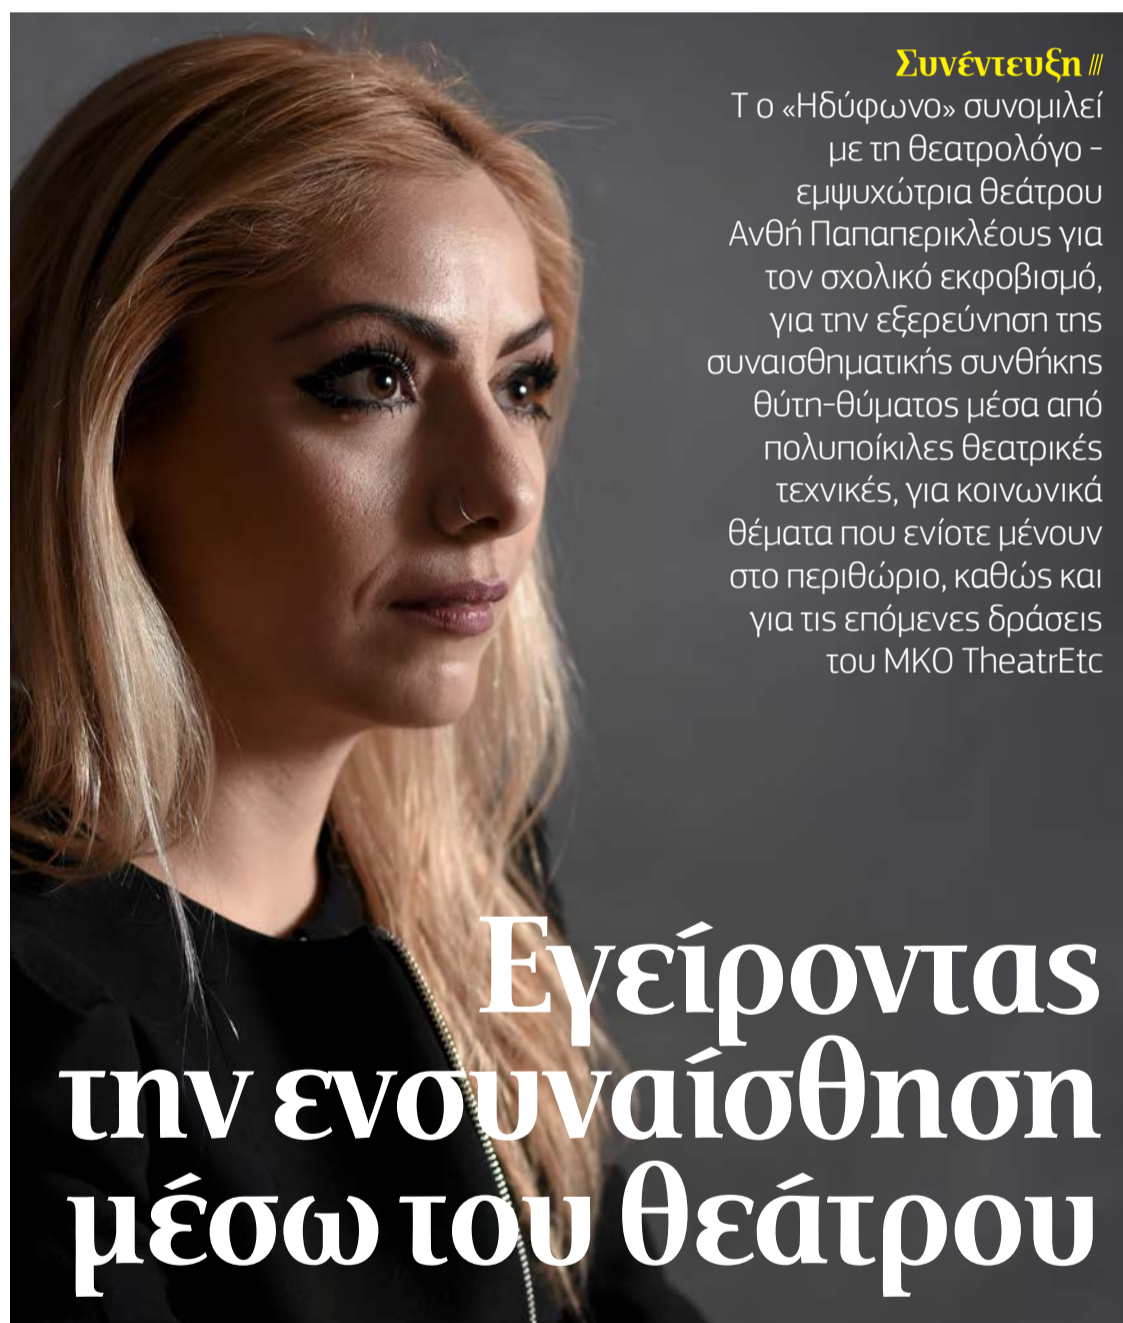 Συνέντευξη ///
Τ ο «Ηδύφωνο» συνομιλεί
με τη θεατρολόγο -
εμψυχώτρια θεάτρου
Ανθή Παπαπερικλέους για
τον σχολικό εκφοβισμό,
για την εξερεύνηση της
συναισθηματικής συνθήκης
θύτη-θύματος μέσα από
πολυποίκιλες θεατρικές
τεχνικές, για κοινωνικά
θέματα που ενίοτε μένουν
στο περιθώριο, καθώς και
για τις επόμενες δράσεις
του ΜΚΟ TheatrEtc
Εγείροντας
την ενσυναίσθηση
μέσω του θεάτρου